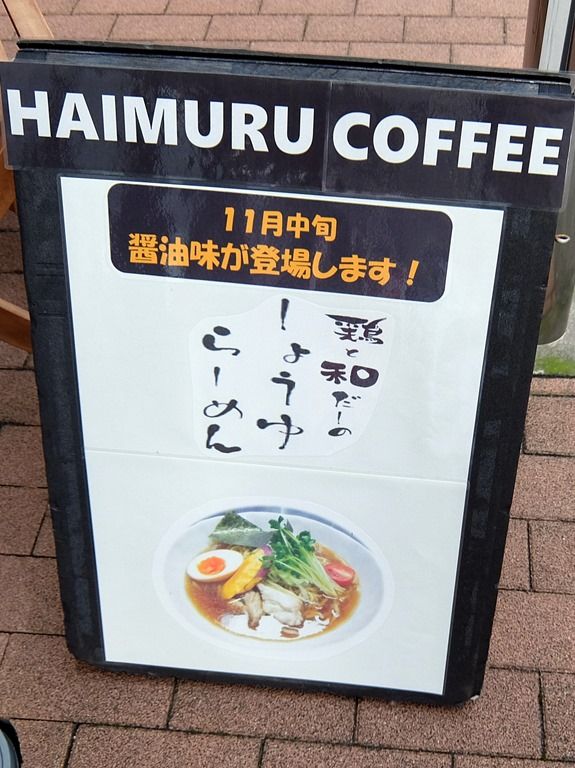 HAIMURU COFFEE
11月中旬
醤油味が登場します！
鶏と和だしの
しょうゆ
らーめん